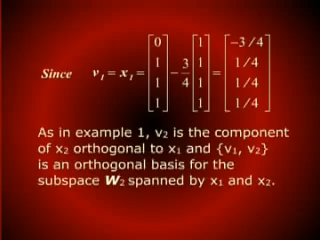 Since v₁ = x₁ = [0 1 1 1] − 3/4 [1 1 1 1] = [−3/4 1/4 1/4 1/4]
As in example 1, v₂ is the component
of x₂ orthogonal to x₁ and {v₁, v₂}
is an orthogonal basis for the
subspace W₂ spanned by x₁ and x₂.